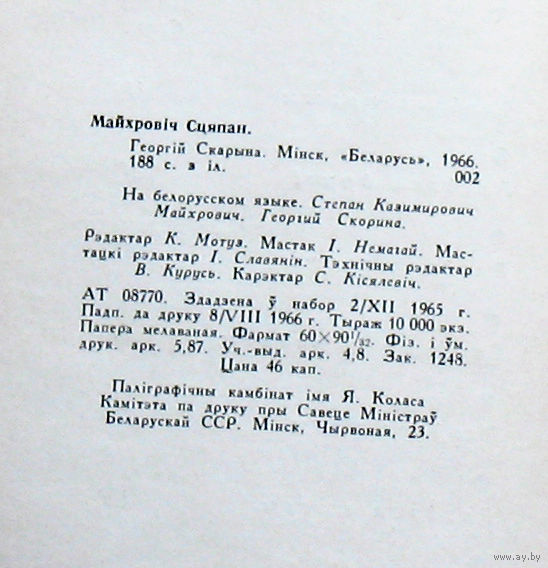 Майхровіч Сцяпан.
Георгій Скарына. Мінск, «Беларусь», 1966.
188 с. з іл. 002
На белорусском языке. Степан Казимирович
Майхрович. Георгий Скорина.
Рэдактар К. Мотуз. Мастак І. Немагай. Мас-
тацкі рэдактар І. Славянін. Тэхнічны рэдактар
В. Курусь. Карэктар С. Кісялевіч.
АТ 08770. Здадзена ў набор 2/XII 1965 г.
Падп. да друку 8/VIII 1966 г. Тыраж 10 000 экз.
Папера мелаваная. Фармат 60×90¹/₃₂. Фіз. і ўм.
друк. арк. 5,87. Уч.-выд. арк. 4,8. Зак. 1248.
Цана 46 кап.
Паліграфічны камбінат імя Я. Коласа
Камітэта па друку пры Савеце Міністраў
Беларускай ССР. Мінск, Чырвоная, 23.
www.ay.by